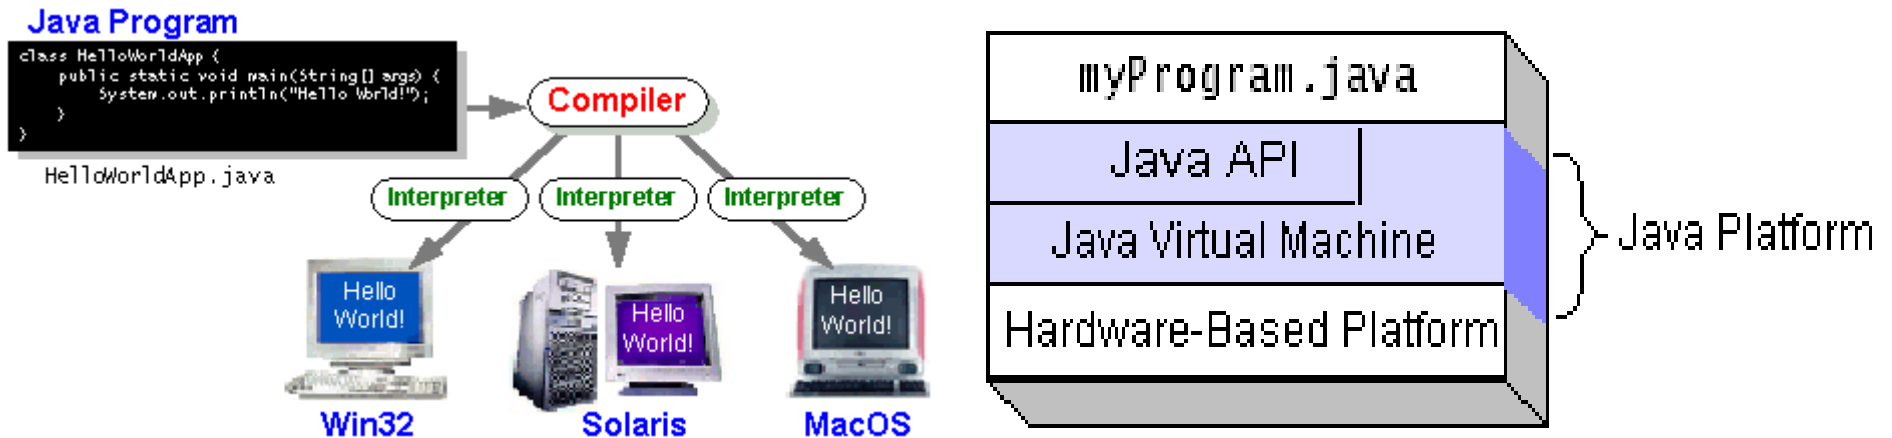 Java Program
class HelloWorldApp {
public static void main(String[] args) {
System.out.println("Hello World!");
}
}
HelloWorldApp.java
Compiler
Interpreter
Interpreter
Interpreter
Hello
World!
Hello
World!
Hello
World!
Win32
Solaris
MacOS
myProgram.java
Java API
Java Virtual Machine
Hardware-Based Platform
Java Platform